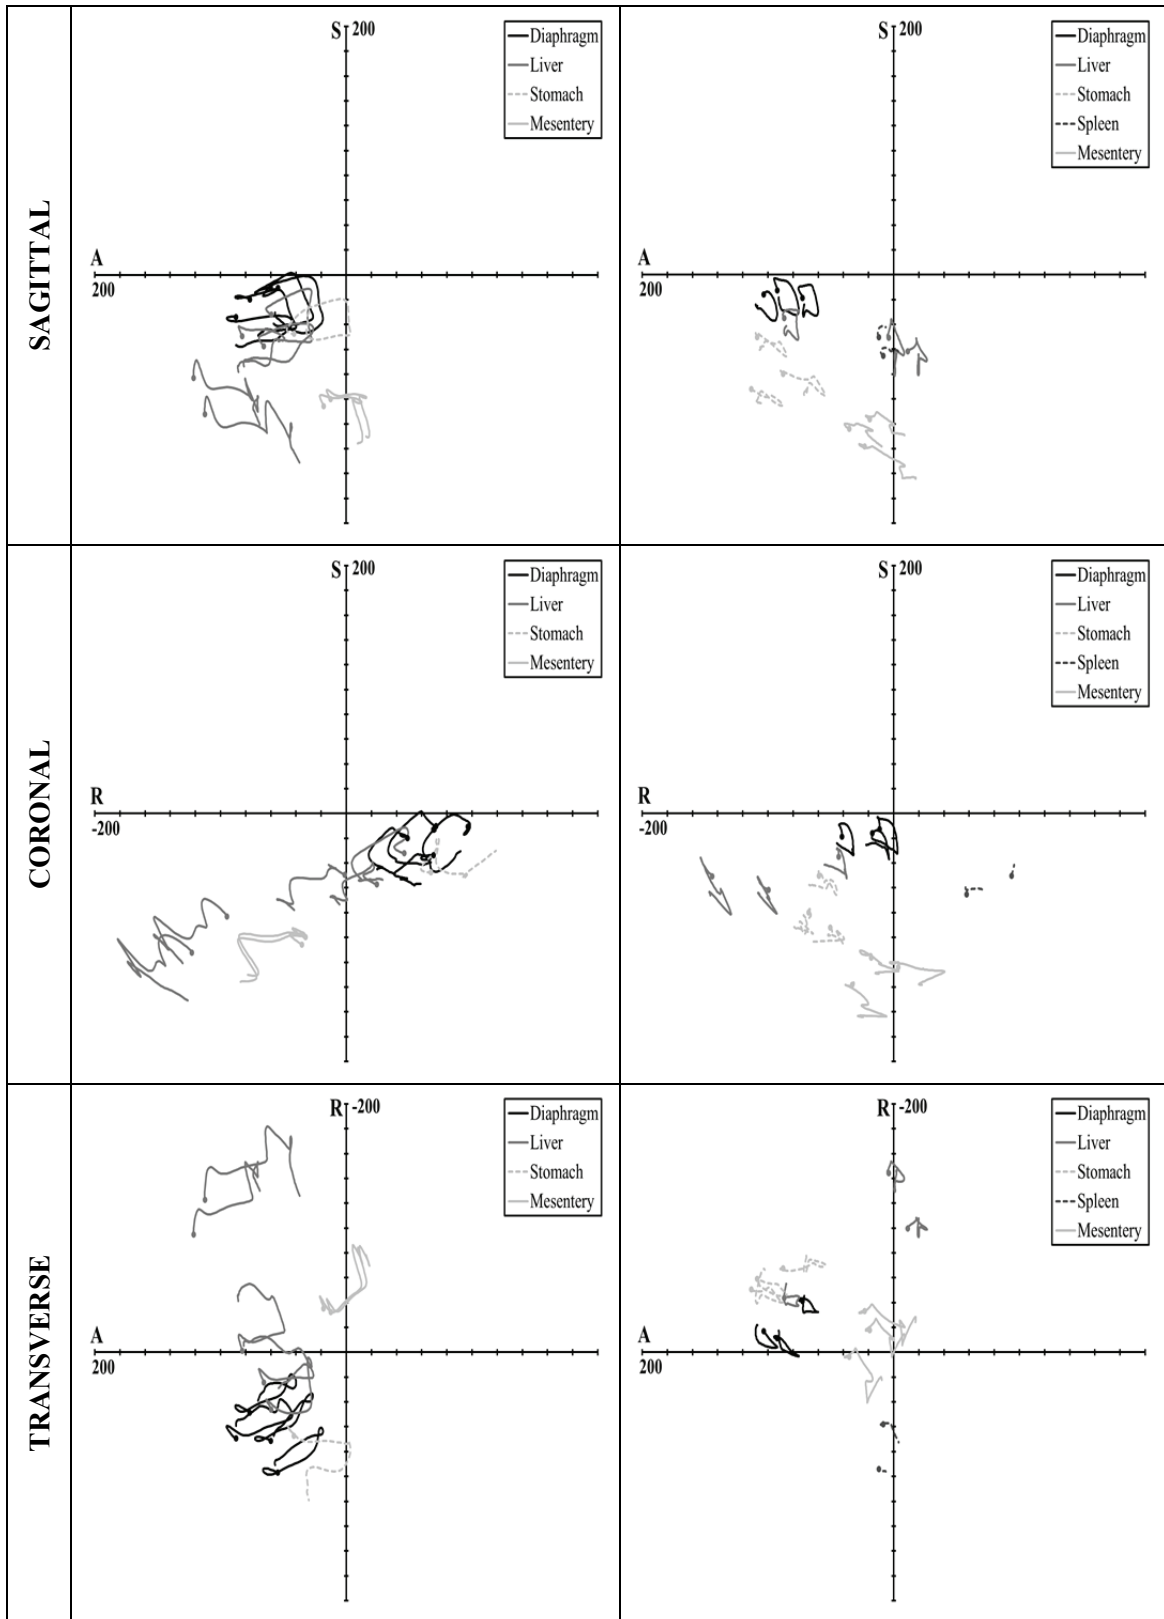 SAGITTAL
S 200
A
200
Diaphragm
Liver
Stomach
Mesentery
S 200
A
200
Diaphragm
Liver
Stomach
Spleen
Mesentery
CORONAL
S 200
R
-200
Diaphragm
Liver
Stomach
Mesentery
S 200
R
-200
Diaphragm
Liver
Stomach
Spleen
Mesentery
TRANSVERSE
R -200
A
200
Diaphragm
Liver
Stomach
Mesentery
R -200
A
200
Diaphragm
Liver
Stomach
Spleen
Mesentery